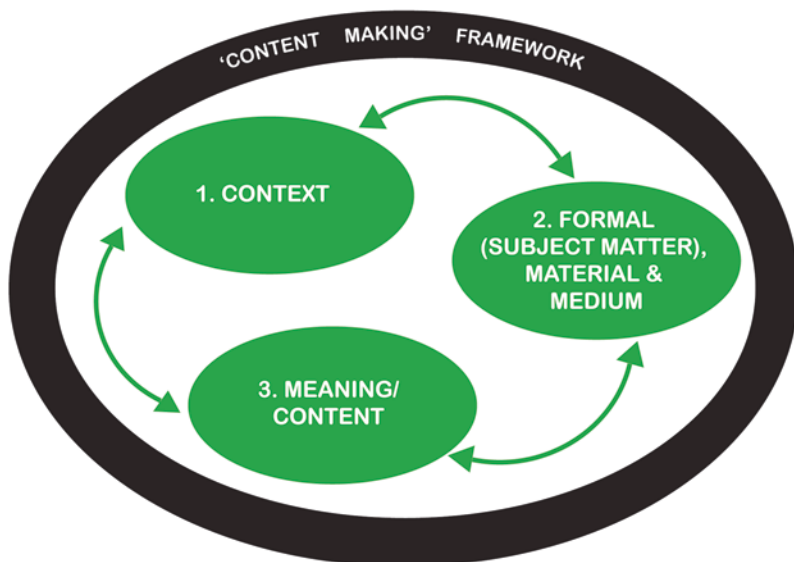 ‘CONTENT MAKING’ FRAMEWORK
1. CONTEXT
2. FORMAL
(SUBJECT MATTER),
MATERIAL &
MEDIUM
3. MEANING/
CONTENT